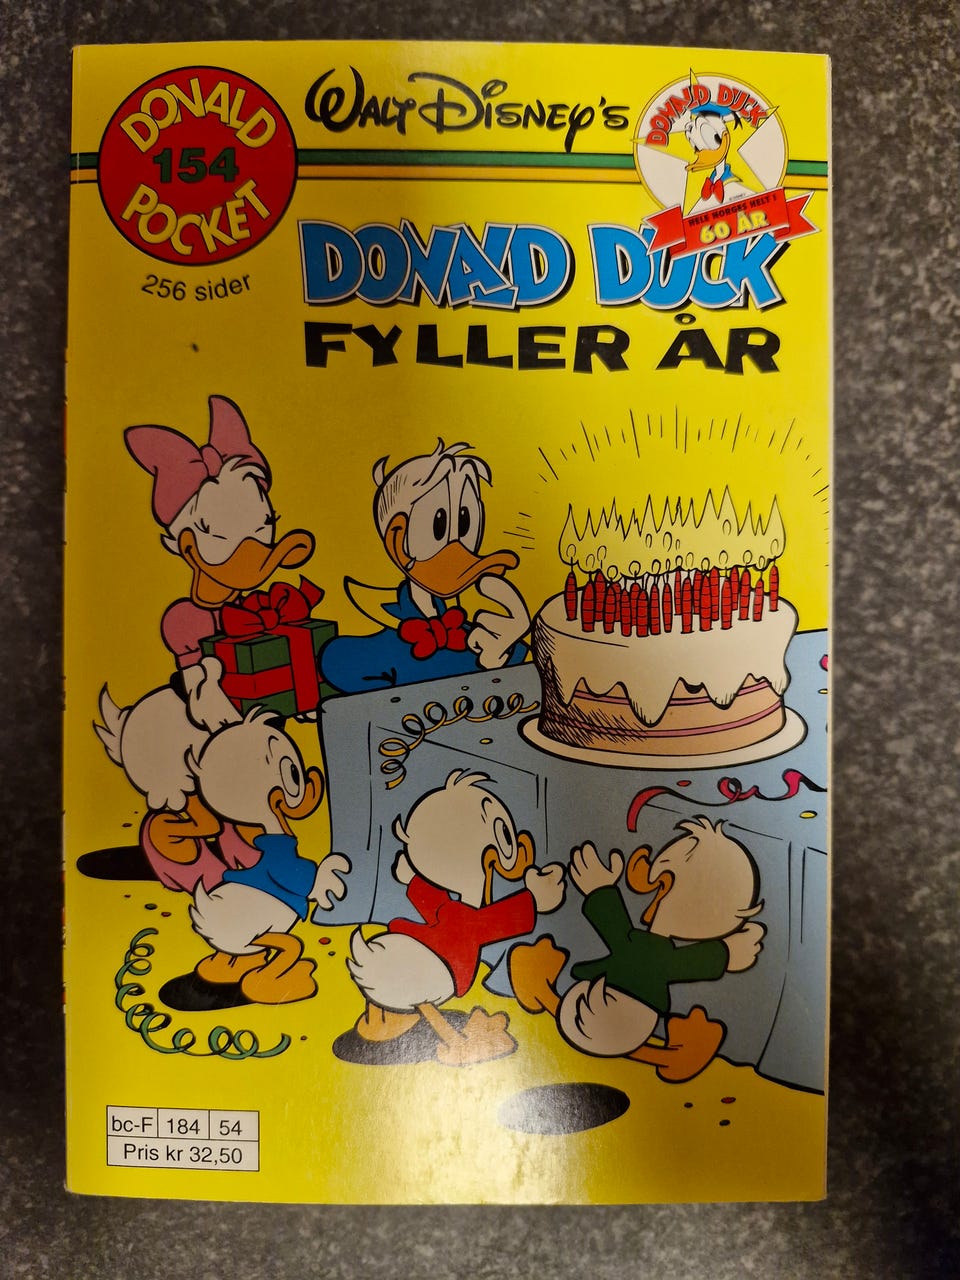 DONALD
154
POCKET
256 sider
WALT DISNEY'S
DONALD DUCK
HELE NORGES HELT I
60 ÅR
DONALD DUCK
FYLLER ÅR
bc-F 184 54
Pris kr 32,50